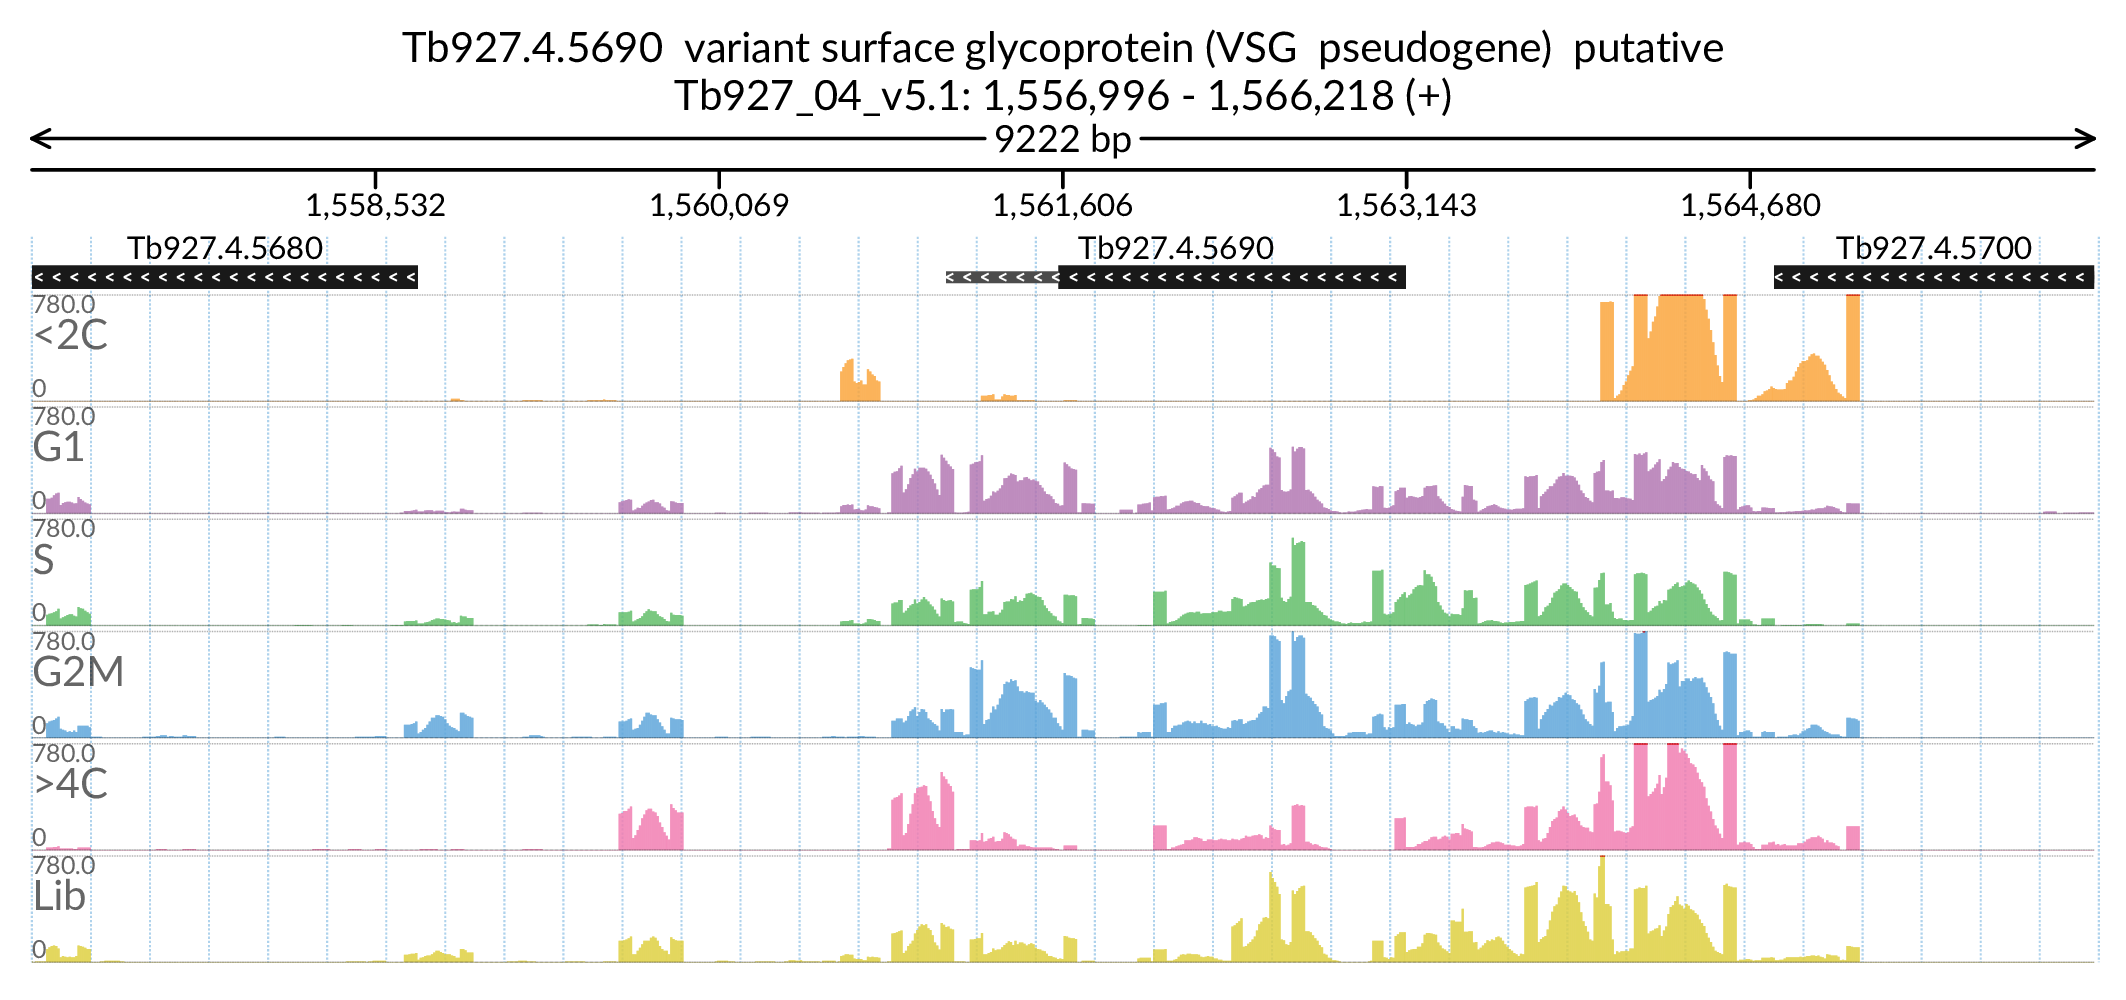 Tb927.4.5690 variant surface glycoprotein (VSG pseudogene) putative
Tb927_04_v5.1: 1,556,996 - 1,566,218 (+)
9222 bp
1,558,532 1,560,069 1,561,606 1,563,143 1,564,680
Tb927.4.5680 Tb927.4.5690 Tb927.4.5700
780.0
<2C
0
780.0
G1
0
780.0
S
0
780.0
G2M
0
780.0
>4C
0
780.0
Lib
0